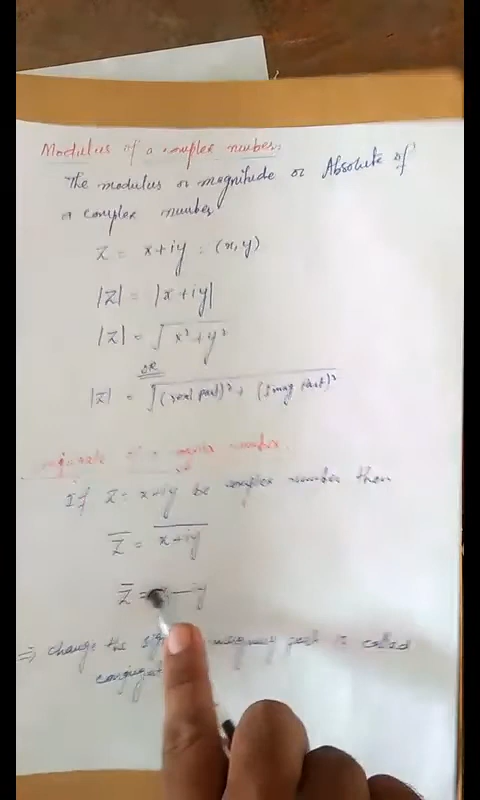 Modulus of a complex number:
The modulus or magnitude or Absolute of
a complex number
z = x+iy = (x, y)
|z| = |x+iy|
|z| = √x²+y²
OR
|z| = √(real part)² + (Imag part)²
conjugate of a complex number.
If z = x+iy be complex number then
z̅ = x+iy̅
z̅ = x-iy
⇒ change the imaginary part is called